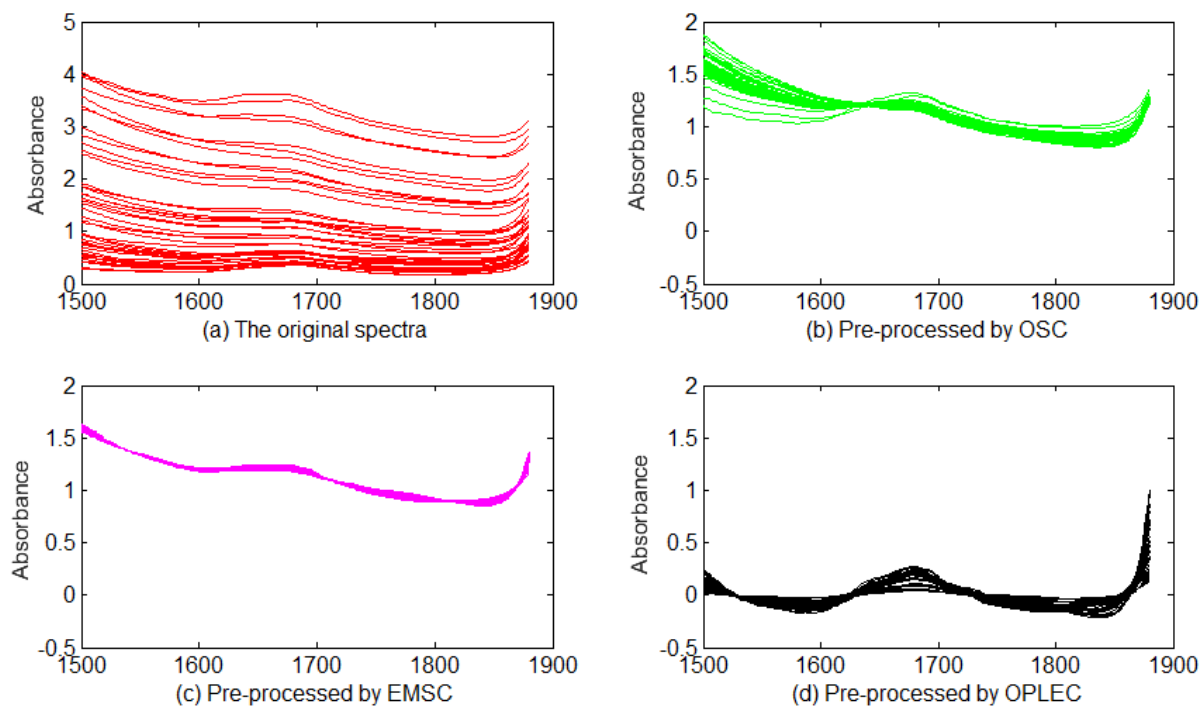 5
4
3
2
1
0
Absorbance
1500 1600 1700 1800 1900
(a) The original spectra
2
1.5
1
0.5
0
-0.5
Absorbance
1500 1600 1700 1800 1900
(b) Pre-processed by OSC
2
1.5
1
0.5
0
-0.5
Absorbance
1500 1600 1700 1800 1900
(c) Pre-processed by EMSC
2
1.5
1
0.5
0
-0.5
Absorbance
1500 1600 1700 1800 1900
(d) Pre-processed by OPLEC